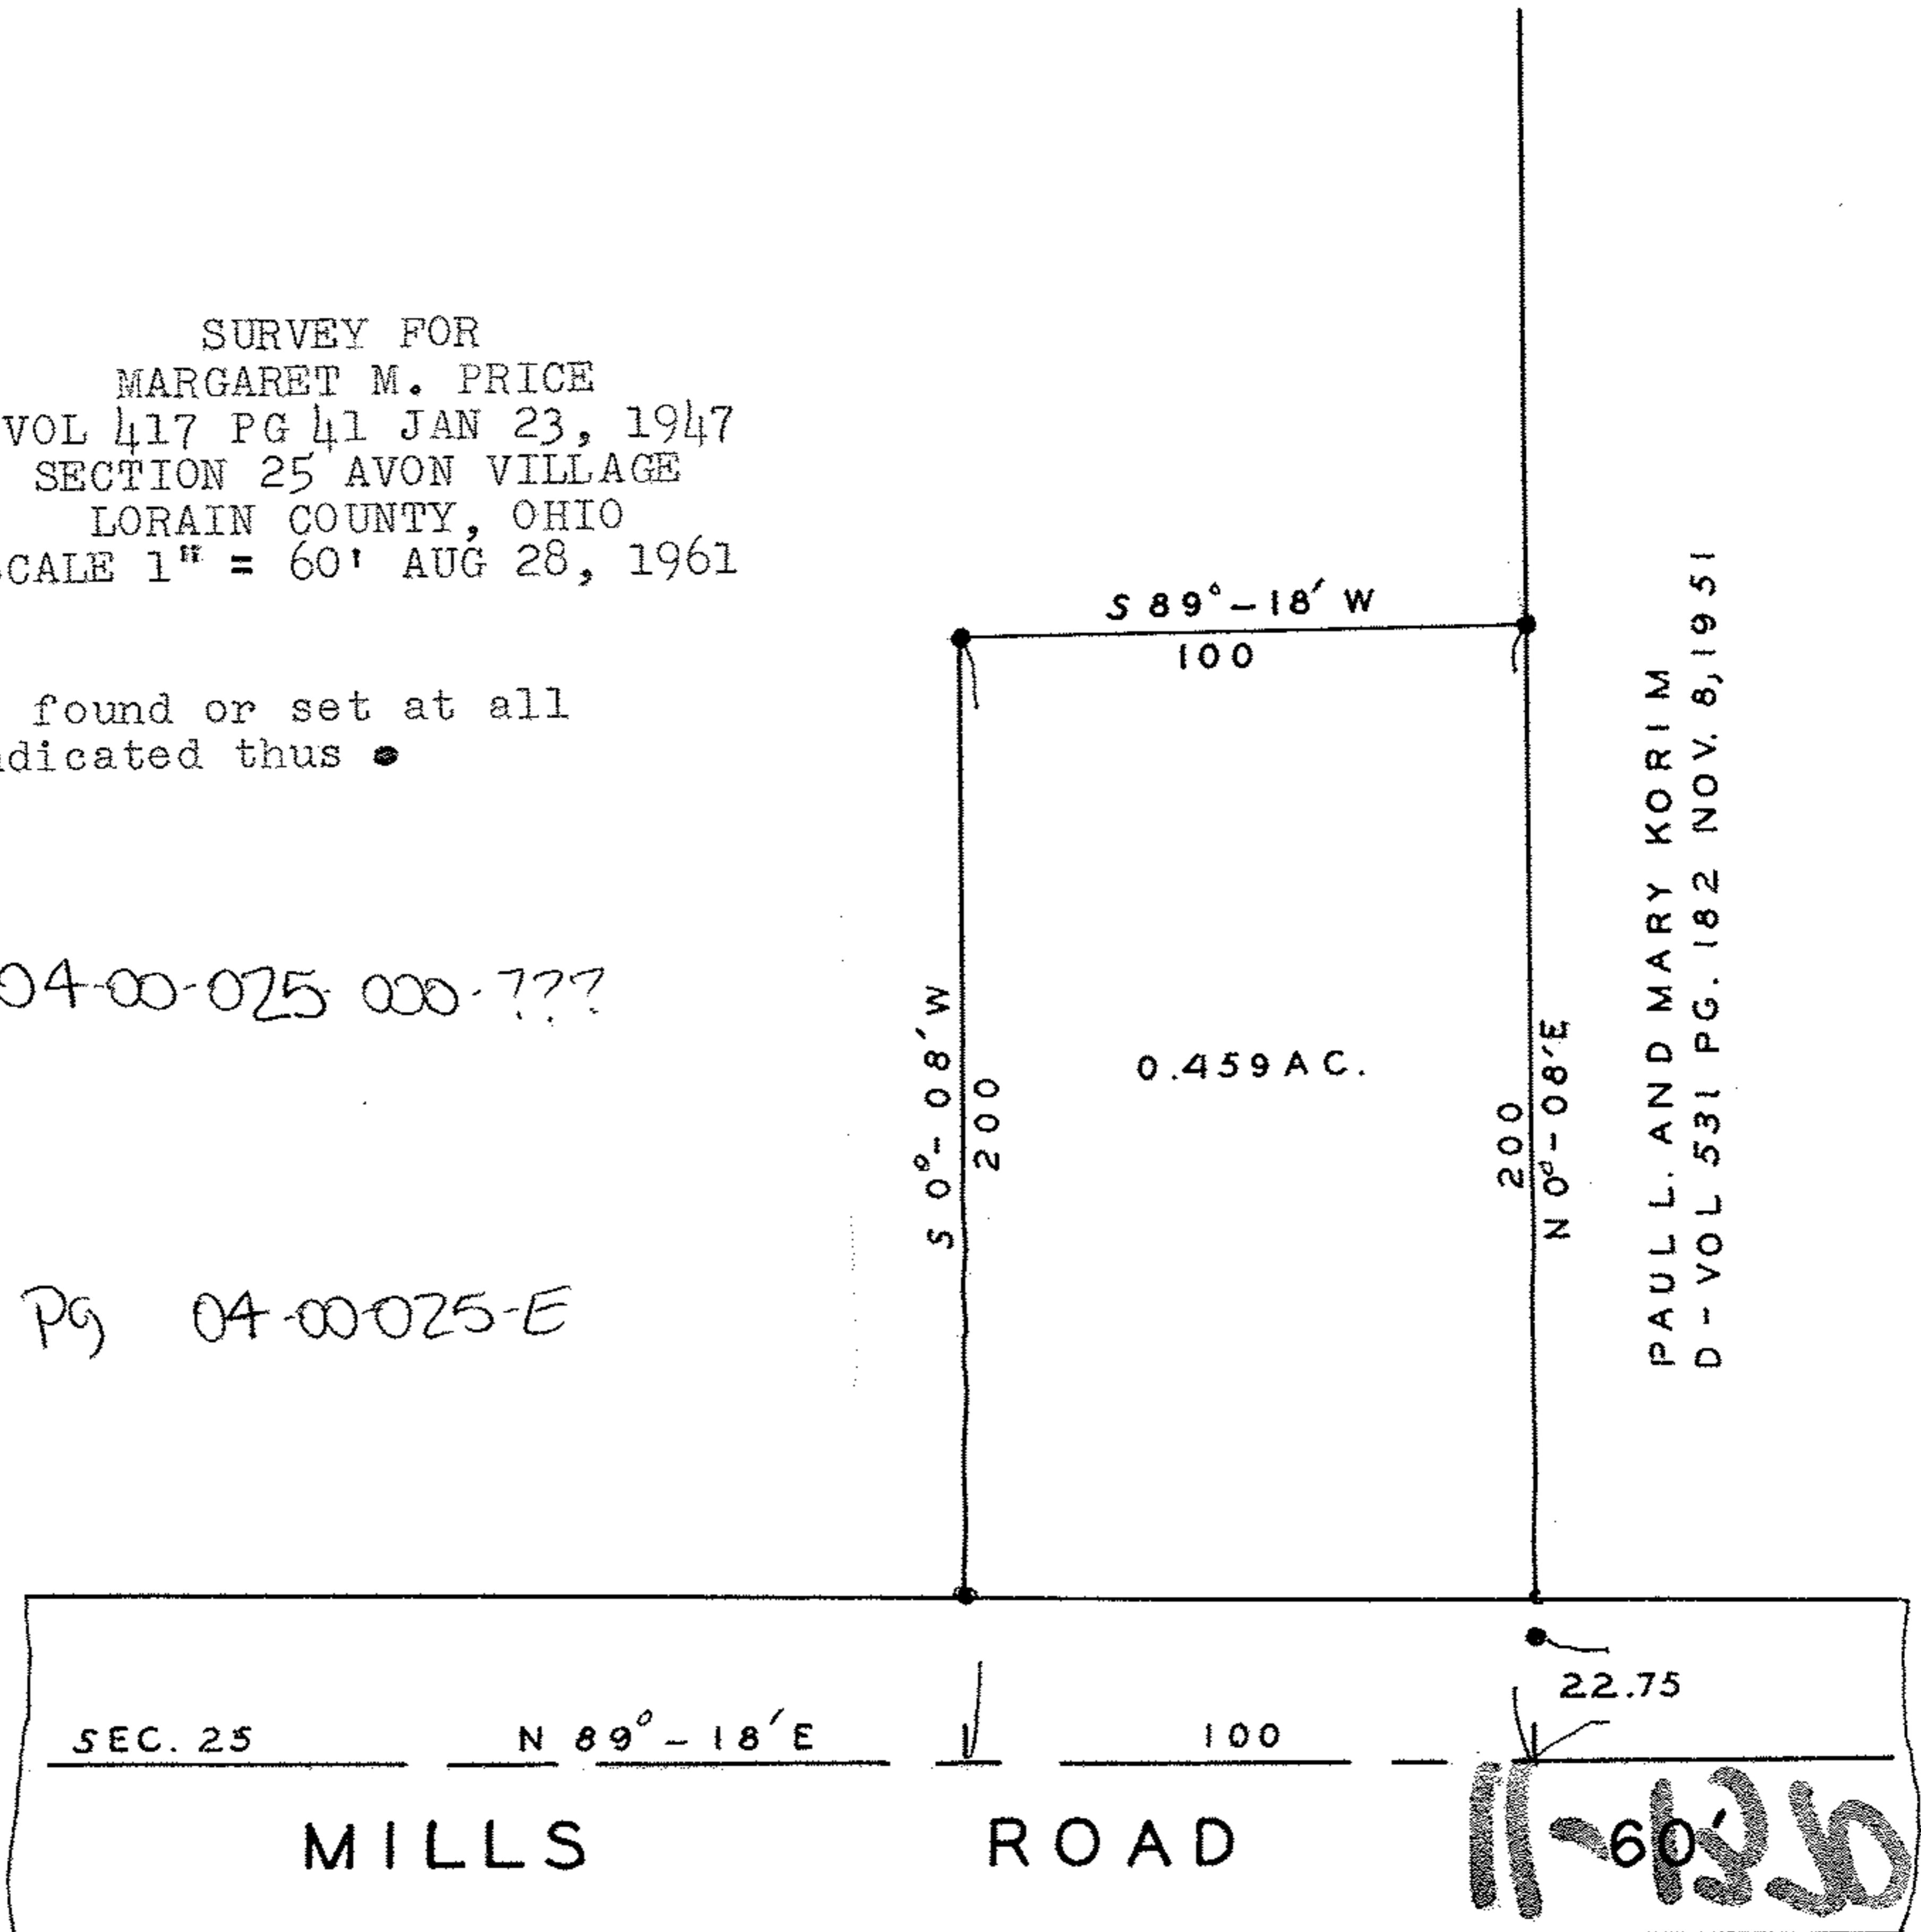 SURVEY FOR
MARGARET M. PRICE
VOL 417 PG 41 JAN 23, 1947
SECTION 25 AVON VILLAGE
LORAIN COUNTY, OHIO
CALE 1" = 60' AUG 28, 1961
found or set at all
dicated thus ●
04-00-025-000-???
Pg 04-00-025-E
S 89°-18' W
100
S 0°-08' W
200
0.459 AC.
200
N 0°-08' E
PAUL L. AND MARY KORIM
D-VOL 531 PG. 182 NOV. 8, 1951
22.75
SEC. 25 N 89°-18' E 100
MILLS ROAD 60'